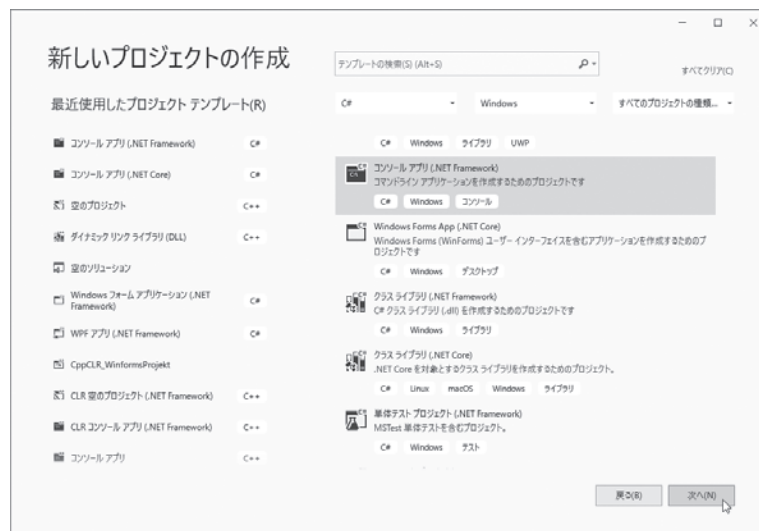 新しいプロジェクトの作成
最近使用したプロジェクト テンプレート(R)
コンソール アプリ (.NET Framework) C#
コンソール アプリ (.NET Core) C#
空のプロジェクト C++
ダイナミック リンク ライブラリ (DLL) C++
空のソリューション
Windows フォーム アプリケーション (.NET
Framework) C#
WPF アプリ (.NET Framework) C#
CppCLR_WinformsProjekt
CLR 空のプロジェクト (.NET Framework) C++
CLR コンソール アプリ (.NET Framework) C++
コンソール アプリ C++
テンプレートの検索(S) (Alt+S)
すべてクリア(C)
C# Windows すべてのプロジェクトの種類...
C# Windows ライブラリ UWP
コンソール アプリ (.NET Framework)
コマンドライン アプリケーションを作成するためのプロジェクトです
C# Windows コンソール
Windows Forms App (.NET Core)
Windows Forms (WinForms) ユーザー インターフェイスを含むアプリケーションを作成するためのプ
ロジェクトです
C# Windows デスクトップ
クラス ライブラリ (.NET Framework)
C# クラス ライブラリ (.dll) を作成するためのプロジェクトです
C# Windows ライブラリ
クラス ライブラリ (.NET Core)
.NET Core を対象とするクラス ライブラリを作成するためのプロジェクト。
C# Linux macOS Windows ライブラリ
単体テスト プロジェクト (.NET Framework)
MSTest 単体テストを含むプロジェクト。
C# Windows テスト
戻る(B) 次へ(N)